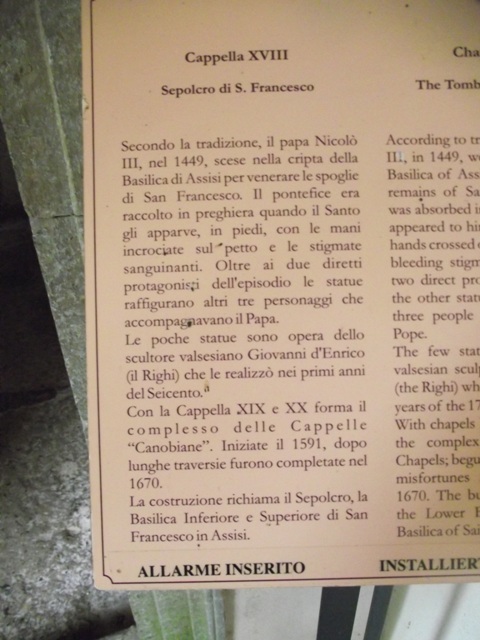 Cappella XVIII
Sepolcro di S. Francesco
Secondo la tradizione, il papa Nicolò
III, nel 1449, scese nella cripta della
Basilica di Assisi per venerare le spoglie
di San Francesco. Il pontefice era
raccolto in preghiera quando il Santo
gli apparve, in piedi, con le mani
incrociate sul petto e le stigmate
sanguinanti. Oltre ai due diretti
protagonisti dell'episodio le statue
raffigurano altri tre personaggi che
accompagnavano il Papa.
Le poche statue sono opera dello
scultore valsesiano Giovanni d'Enrico
(il Righi) che le realizzò nei primi anni
del Seicento.
Con la Cappella XIX e XX forma il
complesso delle Cappelle
“Canobiane”. Iniziate il 1591, dopo
lunghe traversie furono completate nel
1670.
La costruzione richiama il Sepolcro, la
Basilica Inferiore e Superiore di San
Francesco in Assisi.
ALLARME INSERITO
Cha
The Tomb
According to tr
III, in 1449, w
Basilica of Ass
remains of Sa
was absorbed i
appeared to hi
hands crossed
bleeding stigm
two direct pro
the other stat
three people
Pope.
The few stat
valsesian scul
(the Righi) wh
years of the 17
With chapels
the complex
Chapels; begu
misfortunes
1670. The bu
the Lower B
Basilica of Sai
INSTALLIER